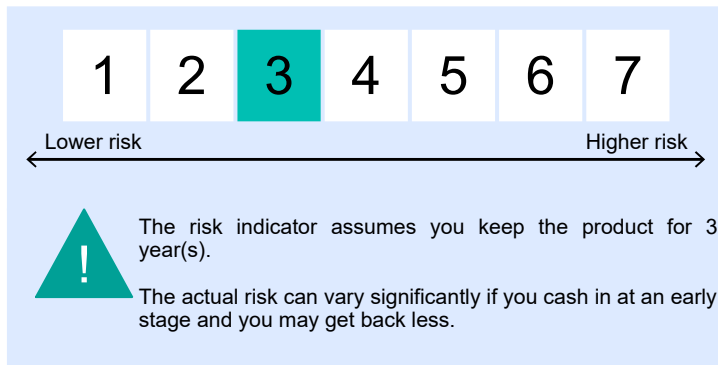 1 2 3 4 5 6 7
Lower risk Higher risk
The risk indicator assumes you keep the product for 3
year(s).
!
The actual risk can vary significantly if you cash in at an early
stage and you may get back less.